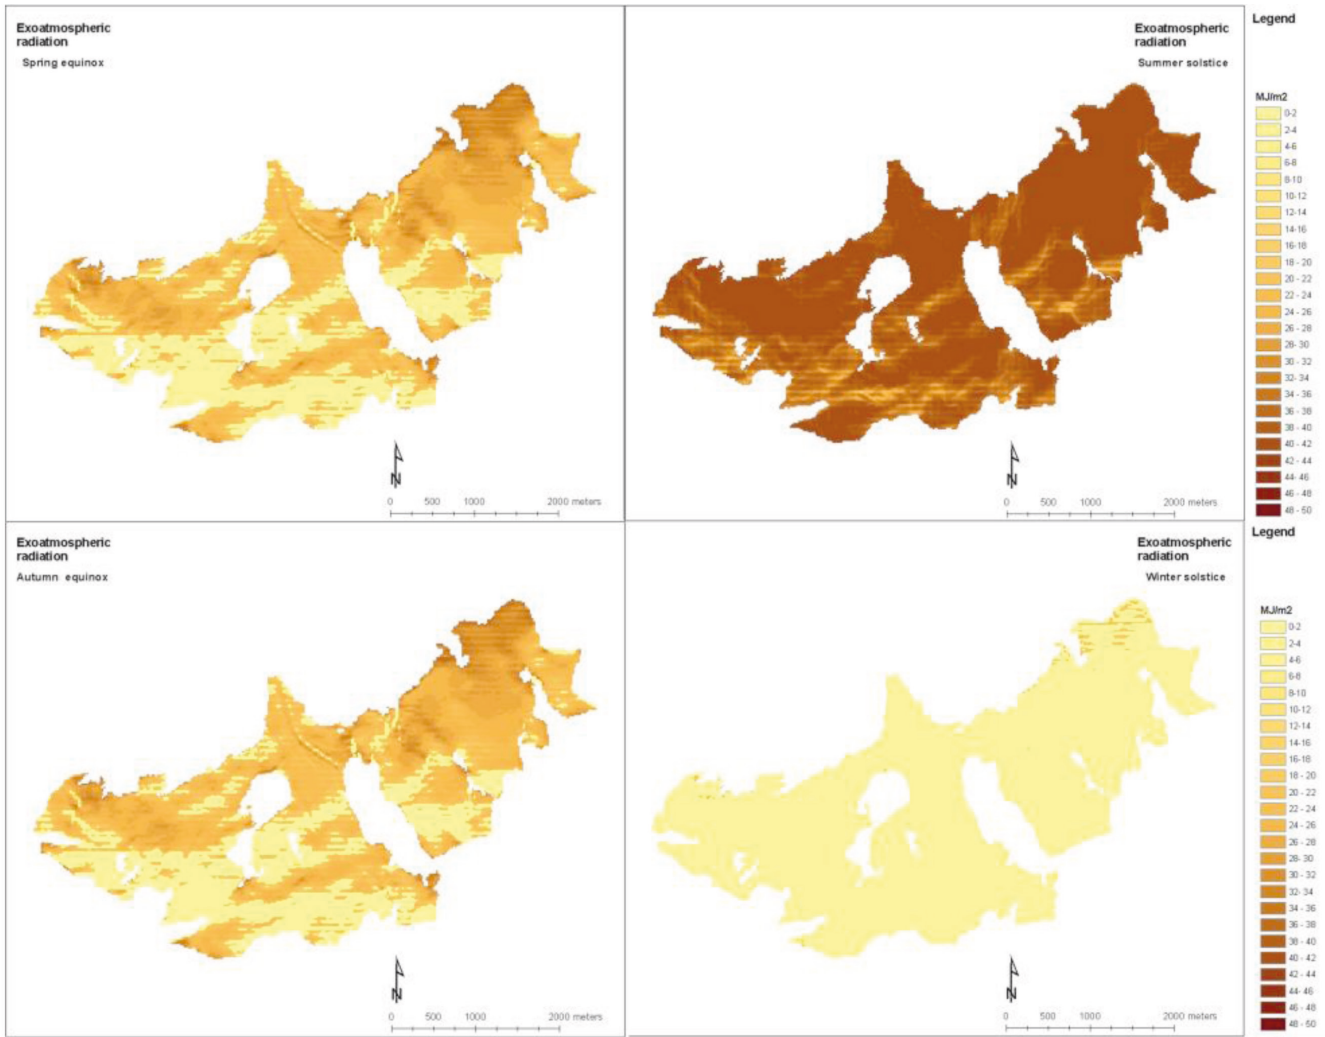 Exoatmospheric
radiation
Spring equinox
N
0 500 1000 2000 meters
Exoatmospheric
radiation
Summer solstice
N
0 500 1000 2000 meters
Legend
MJ/m2
0-2
2-4
4-6
6-8
8-10
10-12
12-14
14-16
16-18
18 - 20
20 - 22
22 - 24
24 - 26
26 - 28
28- 30
30 - 32
32- 34
34 - 36
36 - 38
38 - 40
40 - 42
42 - 44
44- 46
46 - 48
48 - 50
Exoatmospheric
radiation
Autumn equinox
N
0 500 1000 2000 meters
Exoatmospheric
radiation
Winter solstice
N
0 500 1000 2000 meters
Legend
MJ/m2
0-2
2-4
4-6
6-8
8-10
10-12
12-14
14-16
16-18
18 - 20
20 - 22
22 - 24
24 - 26
26 - 28
28- 30
30 - 32
32- 34
34 - 36
36 - 38
38 - 40
40 - 42
42 - 44
44- 46
46 - 48
48 - 50